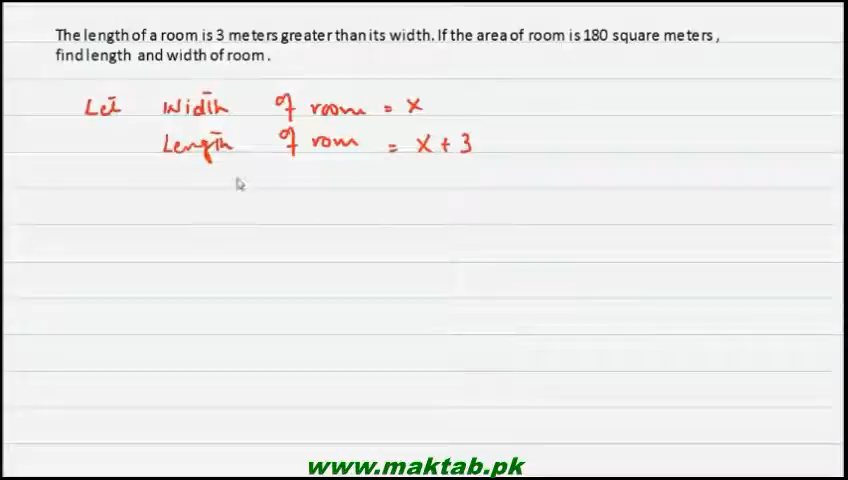 The length of a room is 3 meters greater than its width. If the area of room is 180 square meters ,
find length and width of room .
Let Width of room = x
Length of rom = x + 3
www.maktab.pk